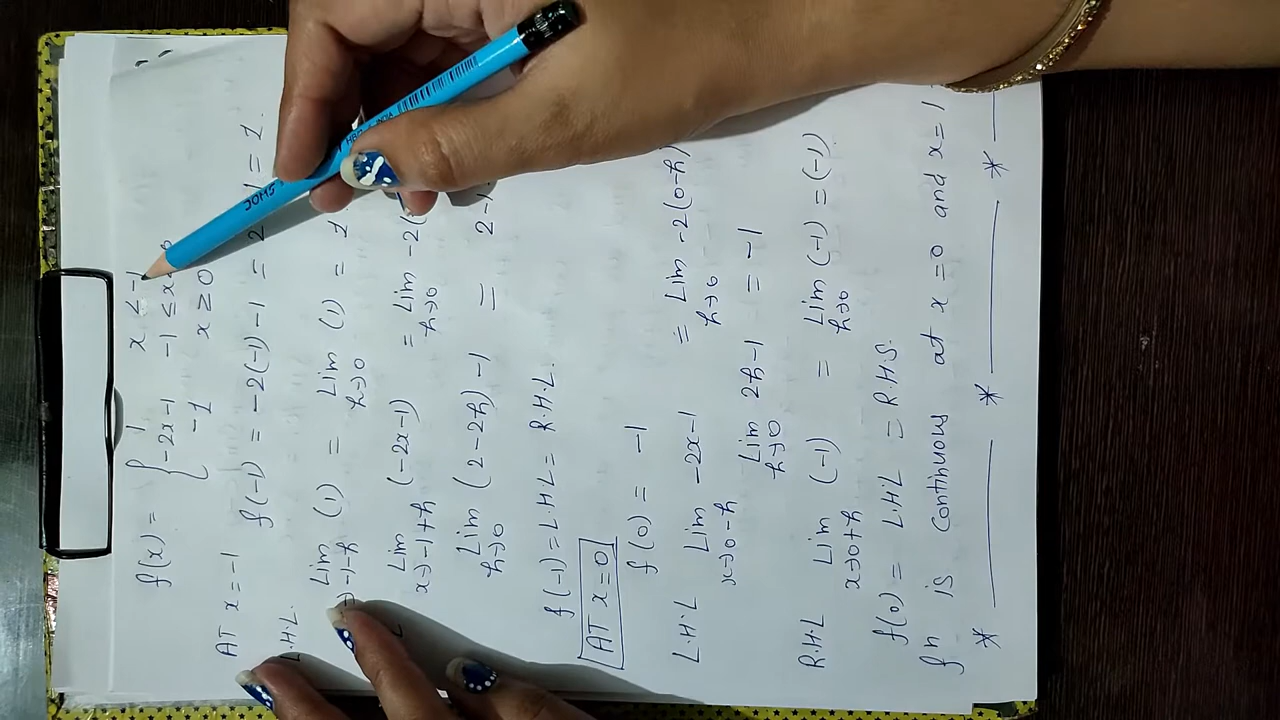 f(x) = { 1 x < -1
-2x-1 -1 ≤ x
-1 x ≥ 0
AT x = -1
f(-1) = -2(-1) -1 = 2 -1 = 1.
L.H.L. Lim x→-1-h (1) = Lim h→0 (1) = 1
Lim x→-1+h (-2x-1) = Lim h→0 -2(
Lim h→0 (2-2h) -1 = 2-1
f(-1) = L.H.L = R.H.L.
AT x=0
f(0) = -1
L.H.L Lim x→0-h -2x-1 = Lim h→0 -2(0-h)
Lim h→0 2h-1 = -1
R.H.L Lim x→0+h (-1) = Lim h→0 (-1) = (-1)
f(0) = L.H.L = R.H.S.
fn is continuous at x=0 and x=1
* * *
JOMS